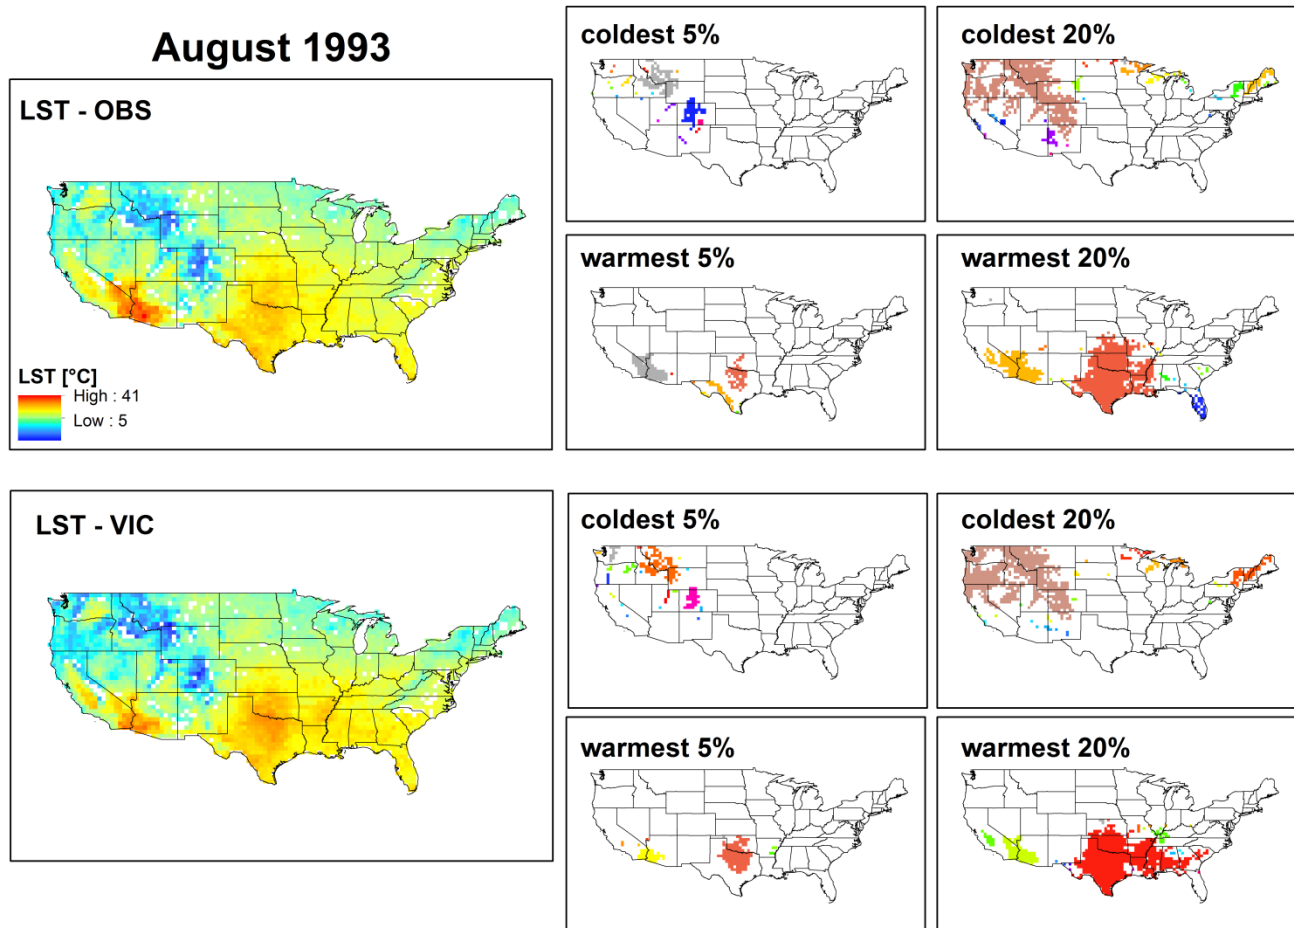 August 1993
LST - OBS
LST [°C]
High : 41
Low : 5
coldest 5%
coldest 20%
warmest 5%
warmest 20%
LST - VIC
coldest 5%
coldest 20%
warmest 5%
warmest 20%